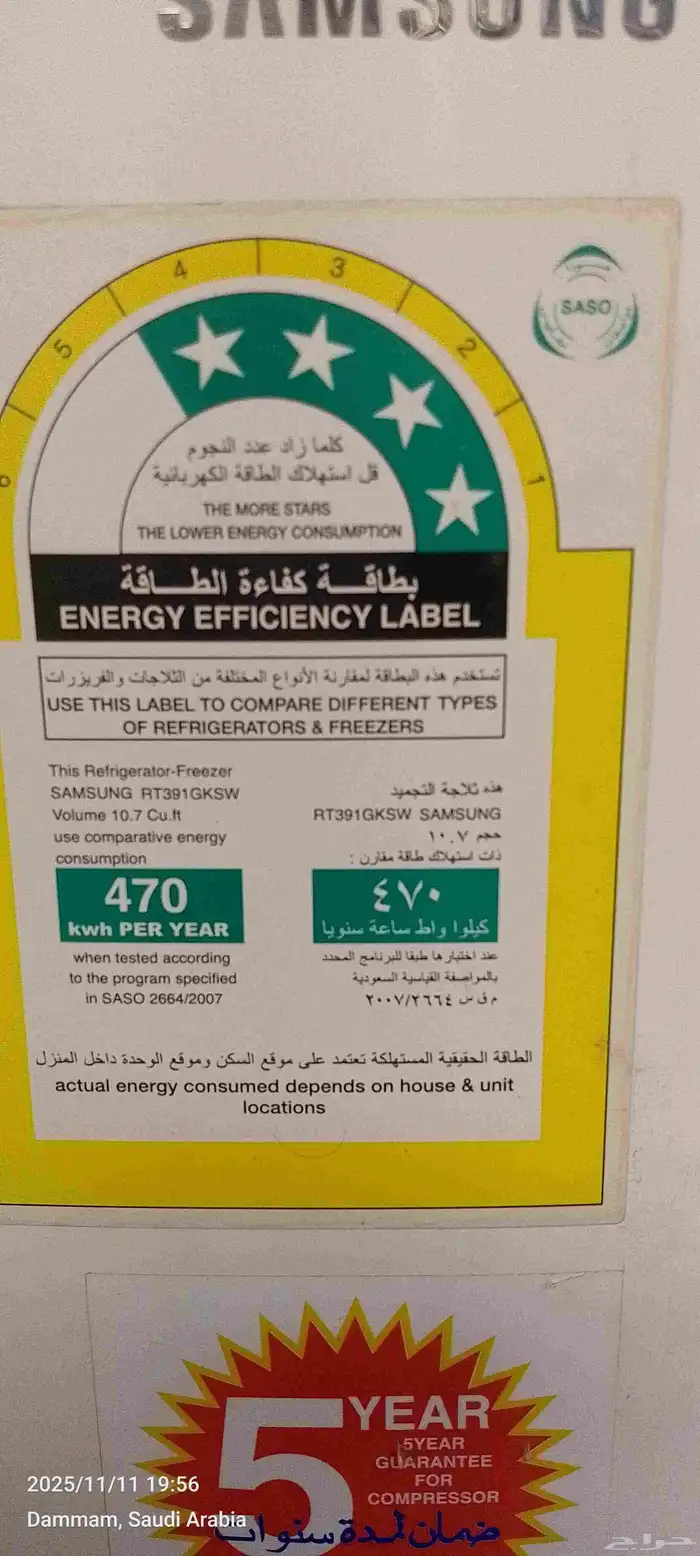 SAMSUNG
6
5
4
3
2
1
SASO
كلما زاد عدد النجوم
قل استهلاك الطاقة الكهربائية
THE MORE STARS
THE LOWER ENERGY CONSUMPTION
بطاقة كفاءة الطاقة
ENERGY EFFICIENCY LABEL
تستخدم هذه البطاقة لمقارنة الأنواع المختلفة من الثلاجات والفريزرات
USE THIS LABEL TO COMPARE DIFFERENT TYPES
OF REFRIGERATORS & FREEZERS
This Refrigerator-Freezer
SAMSUNG RT391GKSW
Volume 10.7 Cu.ft
use comparative energy
consumption
470
kwh PER YEAR
when tested according
to the program specified
in SASO 2664/2007
هذه ثلاجة التجميد
RT391GKSW SAMSUNG
حجم ١٠.٧
ذات استهلاك طاقة مقارن :
٤٧٠
كيلوا واط ساعة سنويا
عند اختبارها طبقا للبرنامج المحدد
بالمواصفة القياسية السعودية
م ق س ٢٠٠٧/٢٦٦٤
الطاقة الحقيقية المستهلكة تعتمد على موقع السكن وموقع الوحدة داخل المنزل
actual energy consumed depends on house & unit
locations
5 YEAR
5YEAR
GUARANTEE
FOR
COMPRESSOR
ضمان لمدة سنوات
2025/11/11 19:56
Dammam, Saudi Arabia
حراج